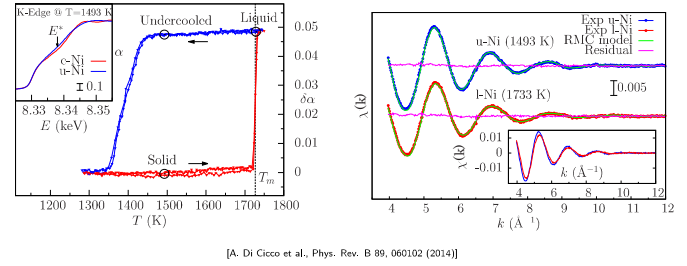 K-Edge @ T=1493 K
E*
c-Ni
u-Ni
0.1
8.33 8.34 8.35
E (keV)
α
Undercooled
Liquid
Solid
T_m
0.05
0.04
0.03
δα
0.02
0.01
0
1200 1300 1400 1500 1600 1700 1800
T (K)
Exp u-Ni
Exp l-Ni
RMC model
Residual
u-Ni (1493 K)
0.005
l-Ni (1733 K)
χ(k)
0.01
0
-0.01
χ(k)
4 6 8 10 12
k (Å⁻¹)
4 5 6 7 8 9 10 11 12
k (Å⁻¹)
[A. Di Cicco et al., Phys. Rev. B 89, 060102 (2014)]